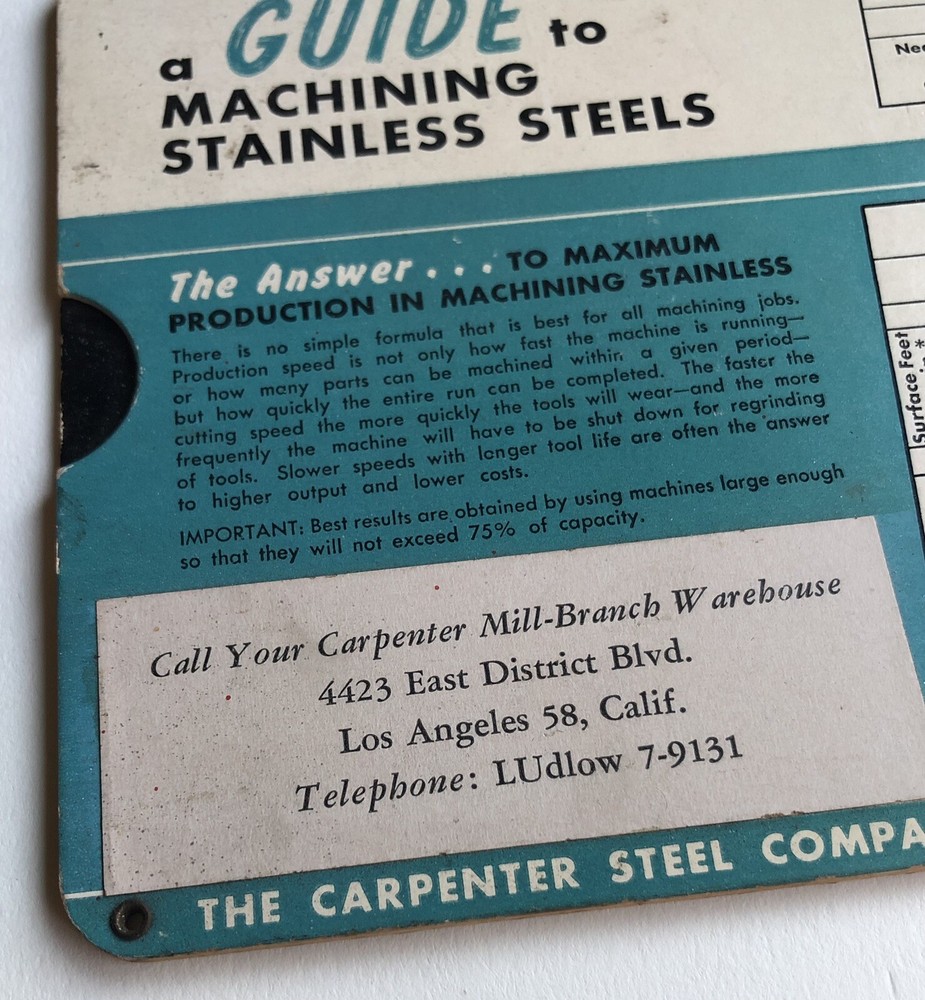 a GUIDE to
MACHINING
STAINLESS STEELS
The Answer . . . TO MAXIMUM
PRODUCTION IN MACHINING STAINLESS
There is no simple formula that is best for all machining jobs.
Production speed is not only how fast the machine is running—
or how many parts can be machined within a given period—
but how quickly the entire run can be completed. The faster the
cutting speed the more quickly the tools will wear—and the more
frequently the machine will have to be shut down for regrinding
of tools. Slower speeds with longer tool life are often the answer
to higher output and lower costs.
IMPORTANT: Best results are obtained by using machines large enough
so that they will not exceed 75% of capacity.
Call Your Carpenter Mill-Branch Warehouse
4423 East District Blvd.
Los Angeles 58, Calif.
Telephone: LUdlow 7-9131
THE CARPENTER STEEL COMPA
Surface Feet